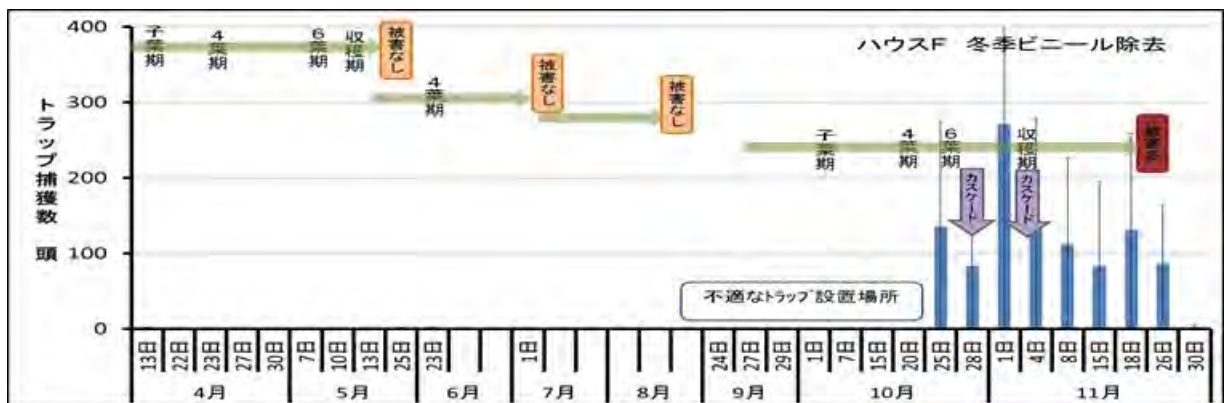 ハウスF　冬季ビニール除去
トラップ捕獲数　頭
400
300
200
100
0
子葉期
4葉期
6葉期
収穫期
被害なし
4葉期
被害なし
被害なし
子葉期
4葉期
6葉期
収穫期
カスケード
カスケード
不適なトラップ設置場所
13日 22日 23日 27日 30日 7日 10日 13日 25日 23日 1日 24日 27日 29日 1日 7日 15日 20日 25日 28日 1日 4日 8日 15日 18日 26日 30日
4月 5月 6月 7月 8月 9月 10月 11月